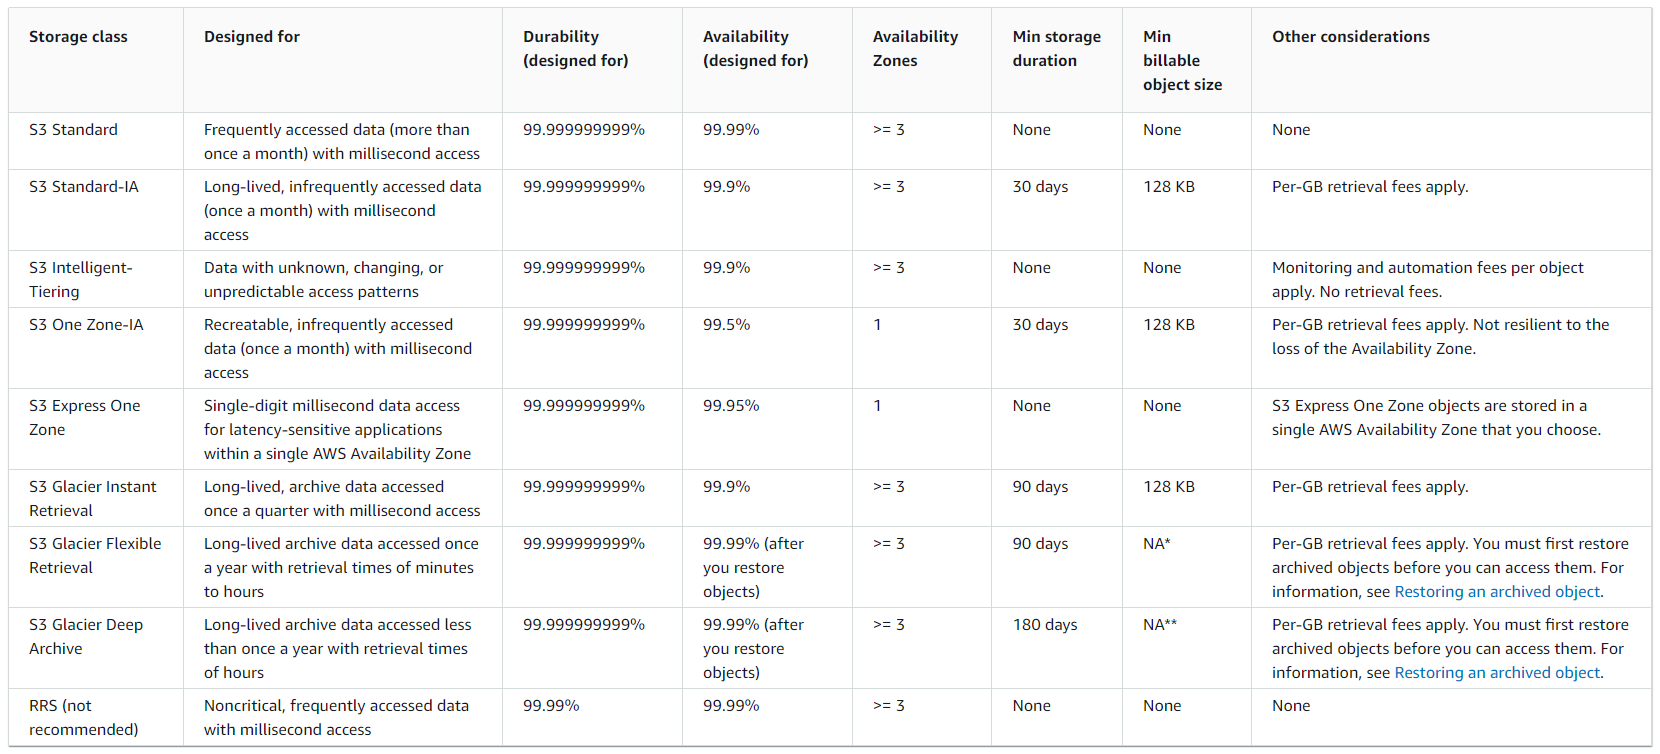 Storage class
Designed for
Durability
(designed for)
Availability
(designed for)
Availability
Zones
Min storage
duration
Min
billable
object size
Other considerations
S3 Standard
Frequently accessed data (more than
once a month) with millisecond access
99.999999999%
99.99%
>= 3
None
None
None
S3 Standard-IA
Long-lived, infrequently accessed data
(once a month) with millisecond
access
99.999999999%
99.9%
>= 3
30 days
128 KB
Per-GB retrieval fees apply.
S3 Intelligent-
Tiering
Data with unknown, changing, or
unpredictable access patterns
99.999999999%
99.9%
>= 3
None
None
Monitoring and automation fees per object
apply. No retrieval fees.
S3 One Zone-IA
Recreatable, infrequently accessed
data (once a month) with millisecond
access
99.999999999%
99.5%
1
30 days
128 KB
Per-GB retrieval fees apply. Not resilient to the
loss of the Availability Zone.
S3 Express One
Zone
Single-digit millisecond data access
for latency-sensitive applications
within a single AWS Availability Zone
99.999999999%
99.95%
1
None
None
S3 Express One Zone objects are stored in a
single AWS Availability Zone that you choose.
S3 Glacier Instant
Retrieval
Long-lived, archive data accessed
once a quarter with millisecond access
99.999999999%
99.9%
>= 3
90 days
128 KB
Per-GB retrieval fees apply.
S3 Glacier Flexible
Retrieval
Long-lived archive data accessed once
a year with retrieval times of minutes
to hours
99.999999999%
99.99% (after
you restore
objects)
>= 3
90 days
NA*
Per-GB retrieval fees apply. You must first restore
archived objects before you can access them. For
information, see Restoring an archived object.
S3 Glacier Deep
Archive
Long-lived archive data accessed less
than once a year with retrieval times
of hours
99.999999999%
99.99% (after
you restore
objects)
>= 3
180 days
NA**
Per-GB retrieval fees apply. You must first restore
archived objects before you can access them. For
information, see Restoring an archived object.
RRS (not
recommended)
Noncritical, frequently accessed data
with millisecond access
99.99%
99.99%
>= 3
None
None
None